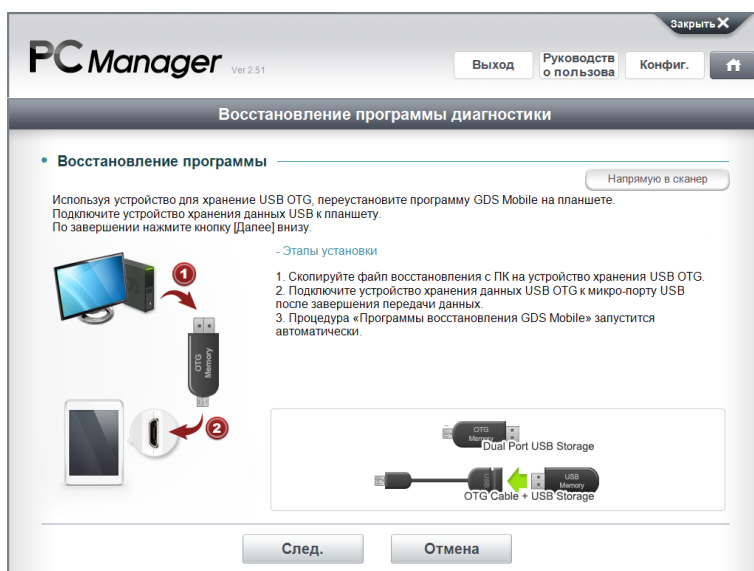 Закрыть X
PC Manager Ver 2.51
Выход
Руководств
о пользова
Конфиг.
Восстановление программы диагностики
• Восстановление программы
Напрямую в сканер
Используя устройство для хранение USB OTG, переустановите программу GDS Mobile на планшете.
Подключите устройство хранения данных USB к планшету.
По завершении нажмите кнопку [Далее] внизу.
- Этапы установки
1. Скопируйте файл восстановления с ПК на устройство хранения USB OTG.
2. Подключите устройство хранения данных USB OTG к микро-порту USB
после завершения передачи данных.
3. Процедура «Программы восстановления GDS Mobile» запустится
автоматически.
1
OTG
Memory
2
OTG
Memory
Dual Port USB Storage
USB
USB
Memory
OTG Cable + USB Storage
След.
Отмена